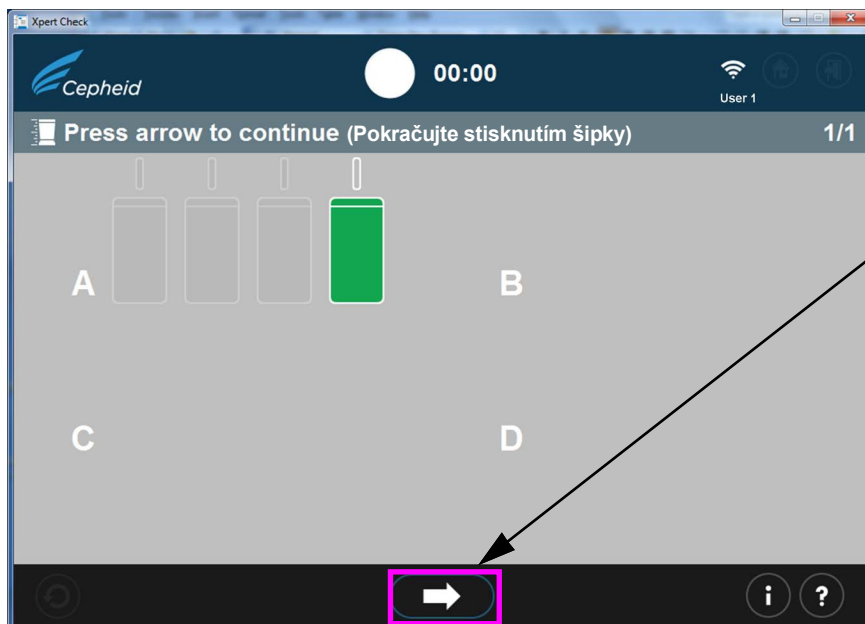 Xpert Check
Cepheid
00:00
User 1
Press arrow to continue (Pokračujte stisknutím šipky)
1/1
A
B
C
D
i
?